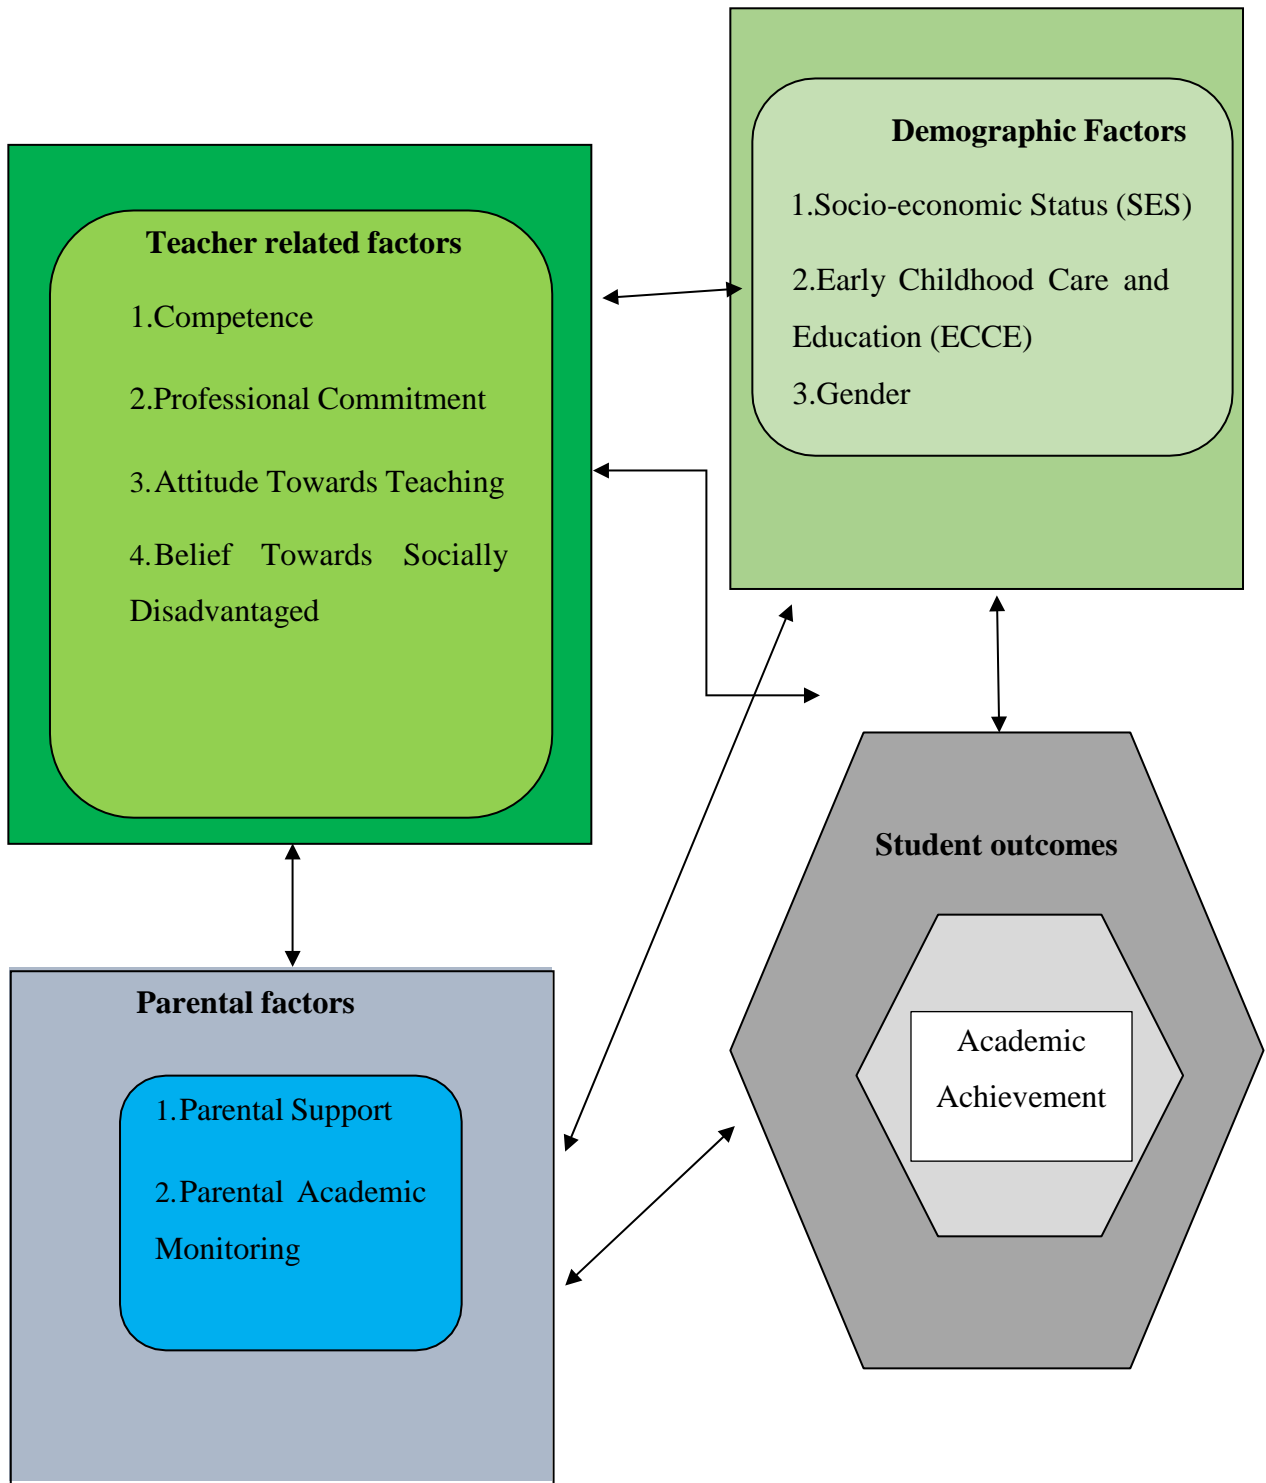 Demographic Factors
1.Socio-economic Status (SES)
2.Early Childhood Care and
Education (ECCE)
3.Gender
Teacher related factors
1.Competence
2.Professional Commitment
3.Attitude Towards Teaching
4.Belief Towards Socially
Disadvantaged
Student outcomes
Academic
Achievement
Parental factors
1.Parental Support
2.Parental Academic
Monitoring